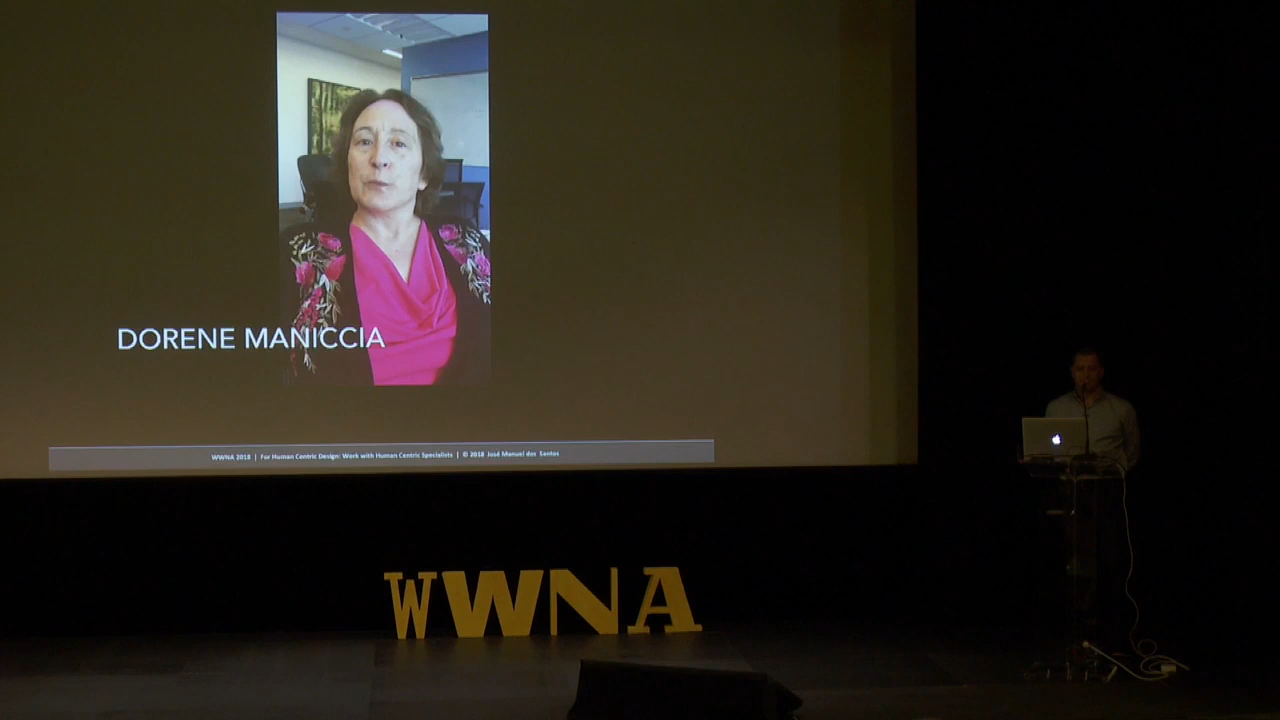 DORENE MANICCIA
WWNA 2018 | For Human Centric Design: Work with Human Centric Specialists | © 2018 José Manuel dos Santos
WWNA